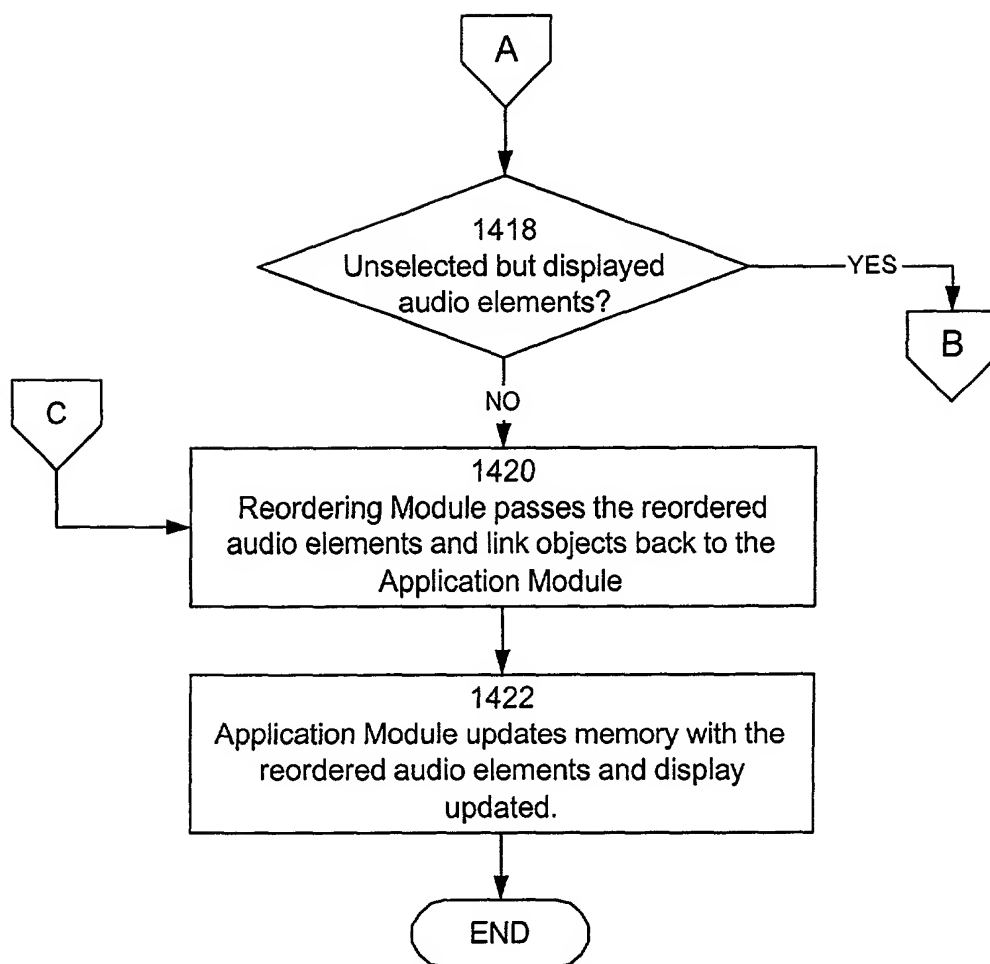 A
1418
Unselected but displayed
audio elements?
YES
B
NO
C
1420
Reordering Module passes the reordered
audio elements and link objects back to the
Application Module
1422
Application Module updates memory with the
reordered audio elements and display
updated.
END